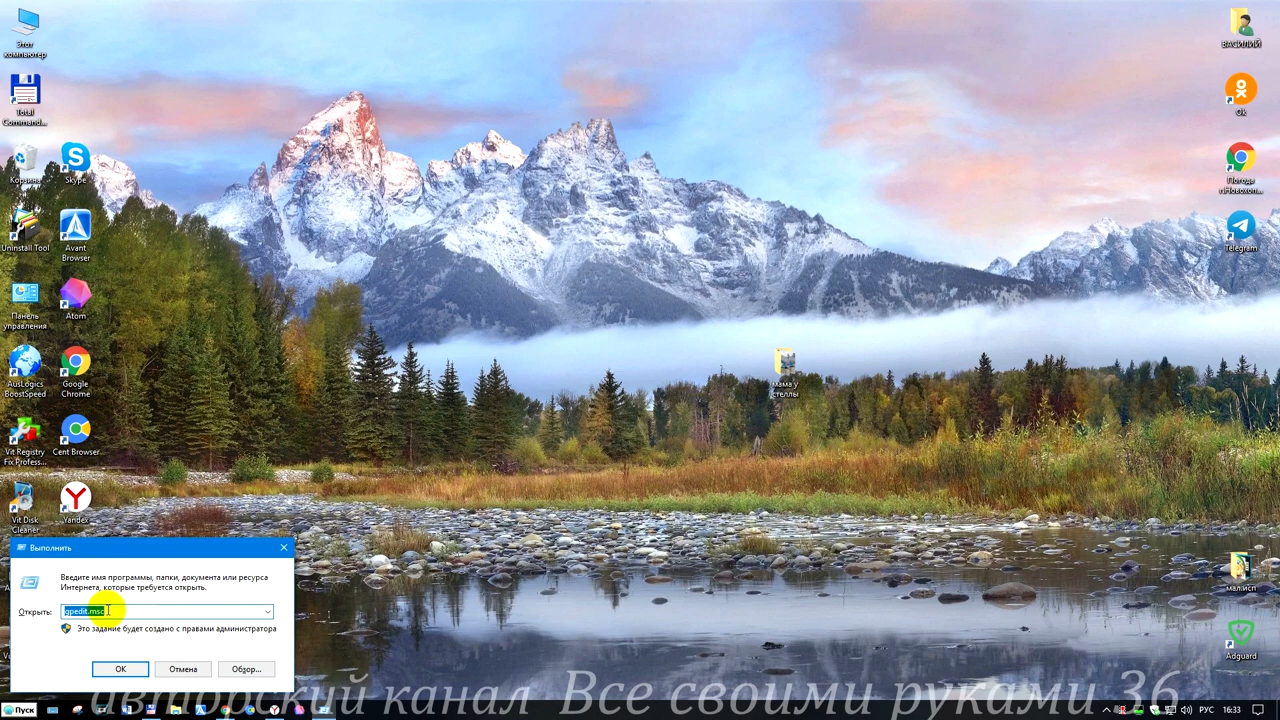 Этот
компьютер
Total
Command...
Корзина
Skype
Uninstall Tool
Avant
Browser
Панель
управления
Atom
AusLogics
BoostSpeed
Google
Chrome
Vit Registry
Fix Profess...
Cent Browser
Vit Disk
Cleaner
Yandex
ВАСИЛИЙ
Ok
Погода
Telegram
мама у
стеллы
мал.исп
Adguard
Выполнить
Введите имя программы, папки, документа или ресурса
Интернета, которые требуется открыть.
Открыть:
gpedit.msc
Это задание будет создано с правами администратора
ОК
Отмена
Обзор...
авторский канал Все своими руками 36
Пуск
РУС
16:33